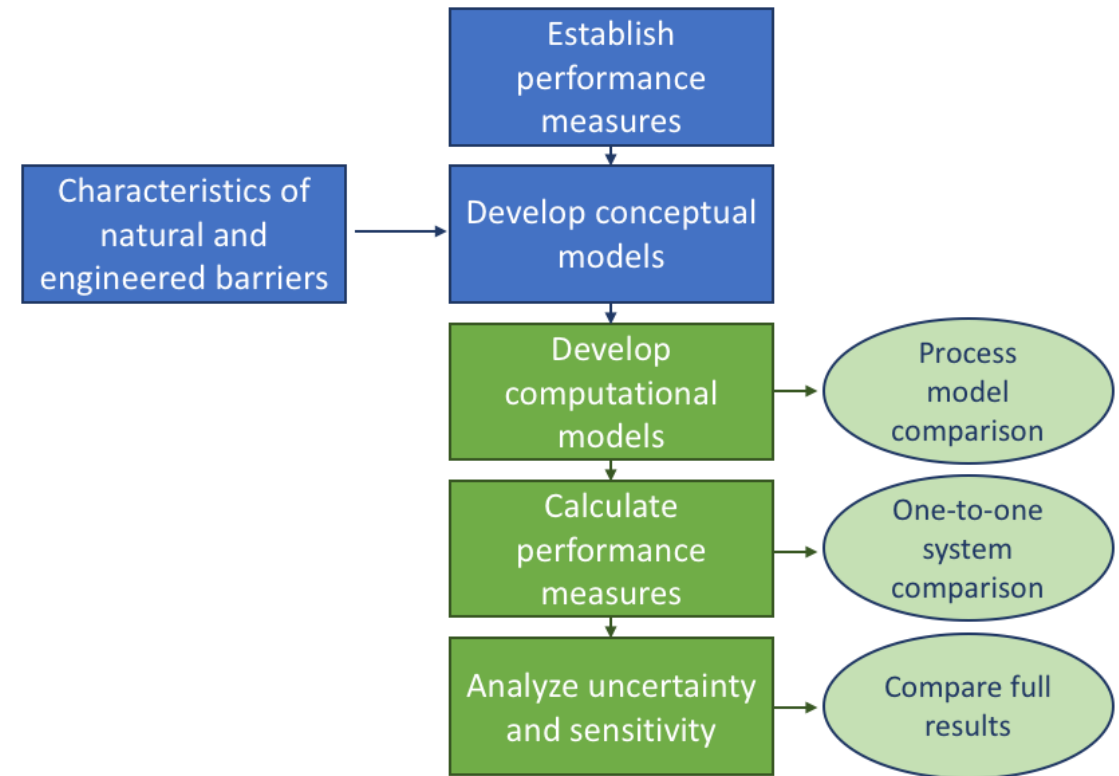 Establish
performance
measures
Characteristics of
natural and
engineered barriers
Develop conceptual
models
Develop
computational
models
Process
model
comparison
Calculate
performance
measures
One-to-one
system
comparison
Analyze uncertainty
and sensitivity
Compare full
results